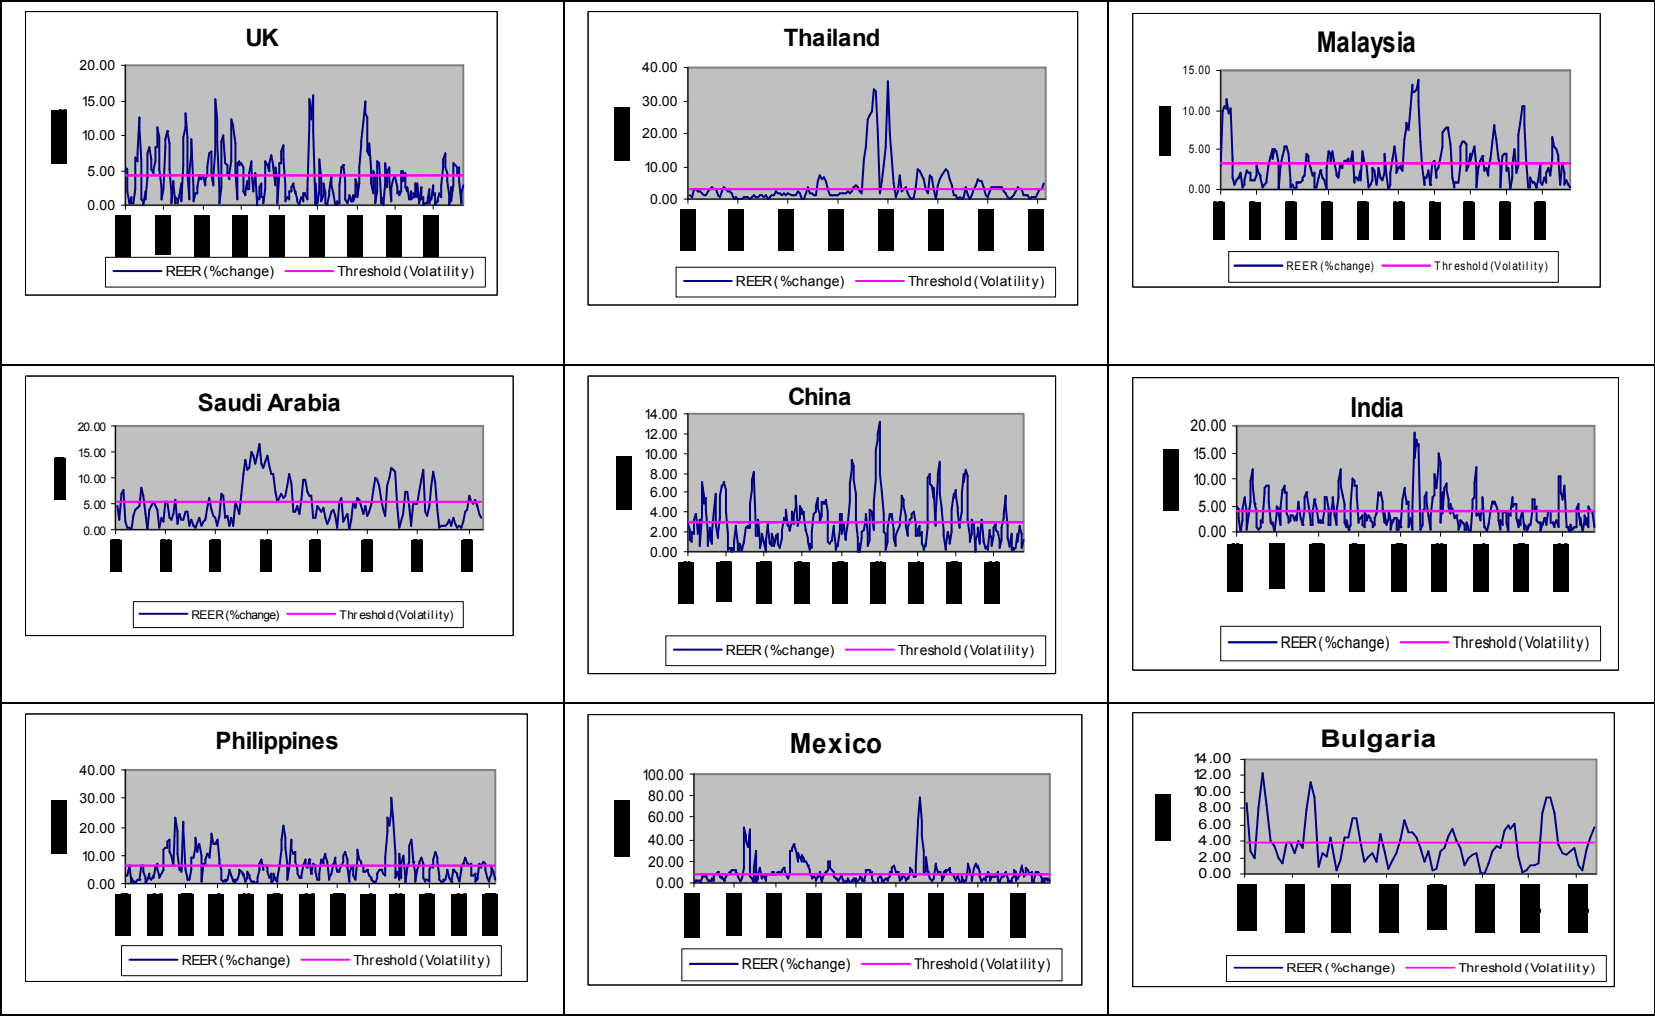 UK
20.00
15.00
10.00
5.00
0.00
REER (%change) Threshold (Volatility)
Thailand
40.00
30.00
20.00
10.00
0.00
REER (%change) Threshold (Volatility)
Malaysia
15.00
10.00
5.00
0.00
REER (%change) Threshold (Volatility)
Saudi Arabia
20.00
15.00
10.00
5.00
0.00
REER (%change) Threshold (Volatility)
China
14.00
12.00
10.00
8.00
6.00
4.00
2.00
0.00
REER (%change) Threshold (Volatility)
India
20.00
15.00
10.00
5.00
0.00
REER (%change) Threshold (Volatility)
Philippines
40.00
30.00
20.00
10.00
0.00
REER (%change) Threshold (Volatility)
Mexico
100.00
80.00
60.00
40.00
20.00
0.00
REER (%change) Threshold (Volatility)
Bulgaria
14.00
12.00
10.00
8.00
6.00
4.00
2.00
0.00
REER (%change) Threshold (Volatility)